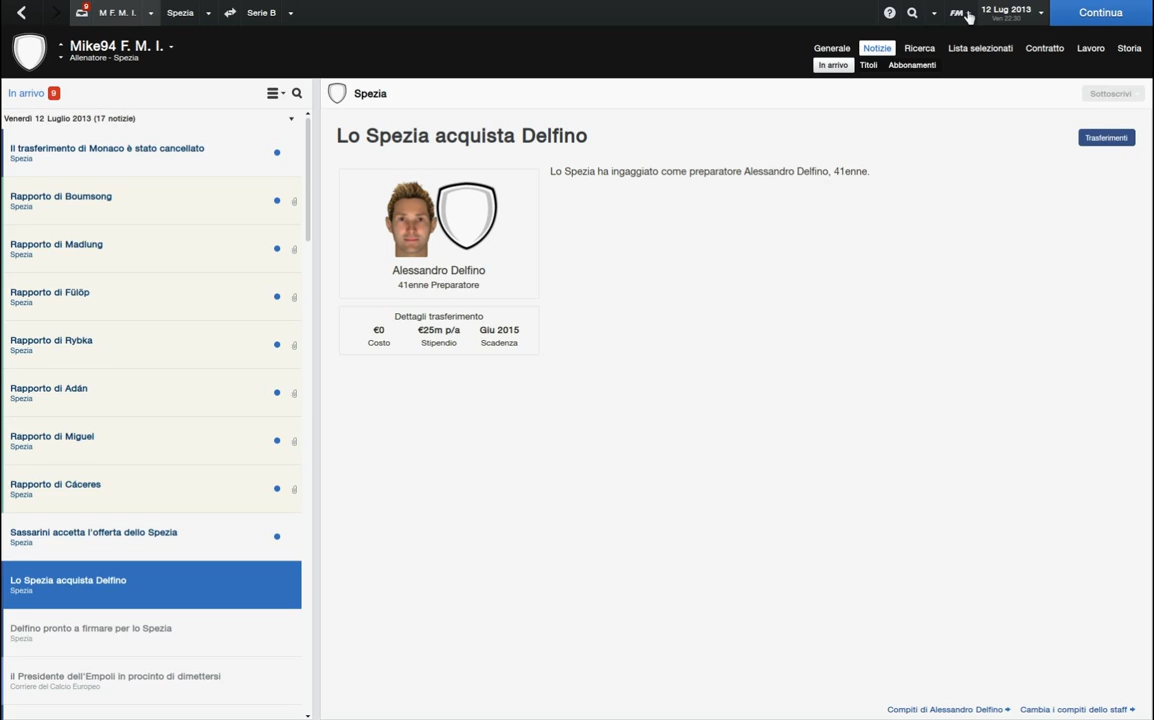 9
M F. M. I.
Spezia
Serie B
FM
12 Lug 2013
Ven 22:30
Continua
Mike94 F. M. I.
Allenatore - Spezia
Generale
Notizie
Ricerca
Lista selezionati
Contratto
Lavoro
Storia
In arrivo
Titoli
Abbonamenti
In arrivo 9
Venerdì 12 Luglio 2013 (17 notizie)
Il trasferimento di Monaco è stato cancellato
Spezia
Rapporto di Boumsong
Spezia
Rapporto di Madlung
Spezia
Rapporto di Fülöp
Spezia
Rapporto di Rybka
Spezia
Rapporto di Adán
Spezia
Rapporto di Miguel
Spezia
Rapporto di Cáceres
Spezia
Sassarini accetta l'offerta dello Spezia
Spezia
Lo Spezia acquista Delfino
Spezia
Delfino pronto a firmare per lo Spezia
Spezia
il Presidente dell'Empoli in procinto di dimettersi
Corriere del Calcio Europeo
Spezia
Sottoscrivi
Lo Spezia acquista Delfino
Trasferimenti
Lo Spezia ha ingaggiato come preparatore Alessandro Delfino, 41enne.
Alessandro Delfino
41enne Preparatore
Dettagli trasferimento
€0 €25m p/a Giu 2015
Costo Stipendio Scadenza
Compiti di Alessandro Delfino
Cambia i compiti dello staff